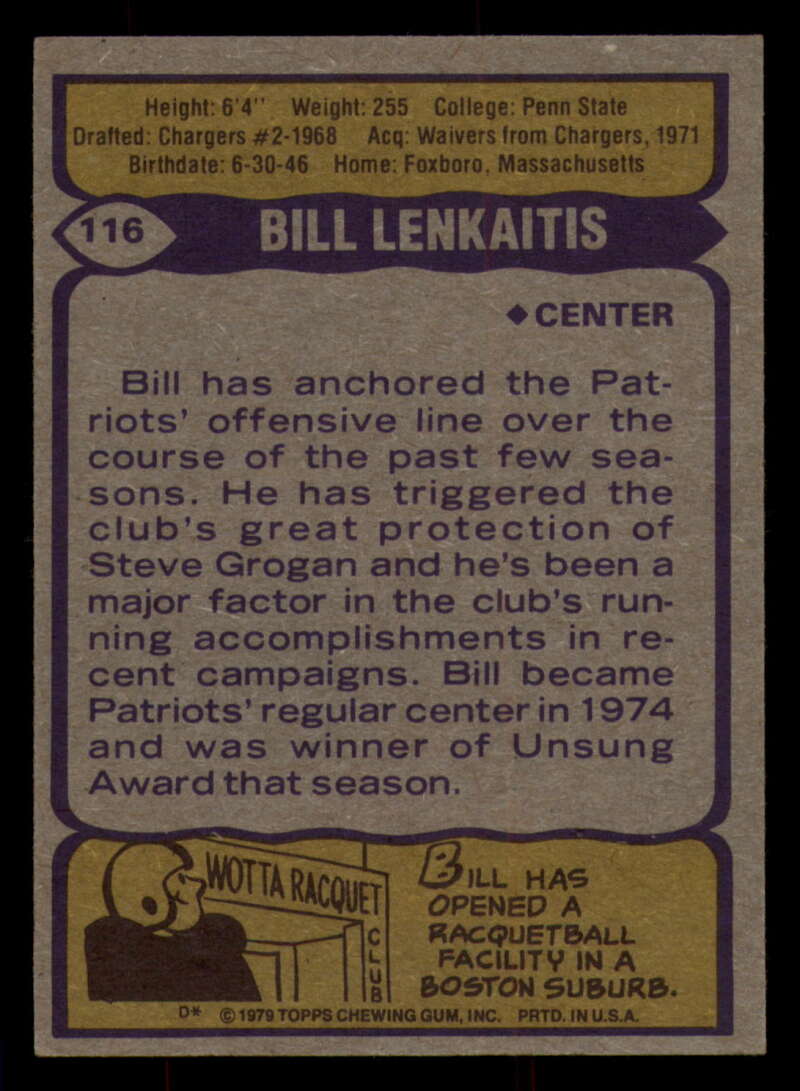 Height: 6'4" Weight: 255 College: Penn State
Drafted: Chargers #2-1968 Acq: Waivers from Chargers, 1971
Birthdate: 6-30-46 Home: Foxboro, Massachusetts
116 BILL LENKAITIS
◆CENTER
Bill has anchored the Pat-
riots' offensive line over the
course of the past few sea-
sons. He has triggered the
club's great protection of
Steve Grogan and he's been a
major factor in the club's run-
ning accomplishments in re-
cent campaigns. Bill became
Patriots' regular center in 1974
and was winner of Unsung
Award that season.
WOTTA RACQUET
CLUB
BILL HAS
OPENED A
RACQUETBALL
FACILITY IN A
BOSTON SUBURB.
D* © 1979 TOPPS CHEWING GUM, INC. PRTD. IN U.S.A.